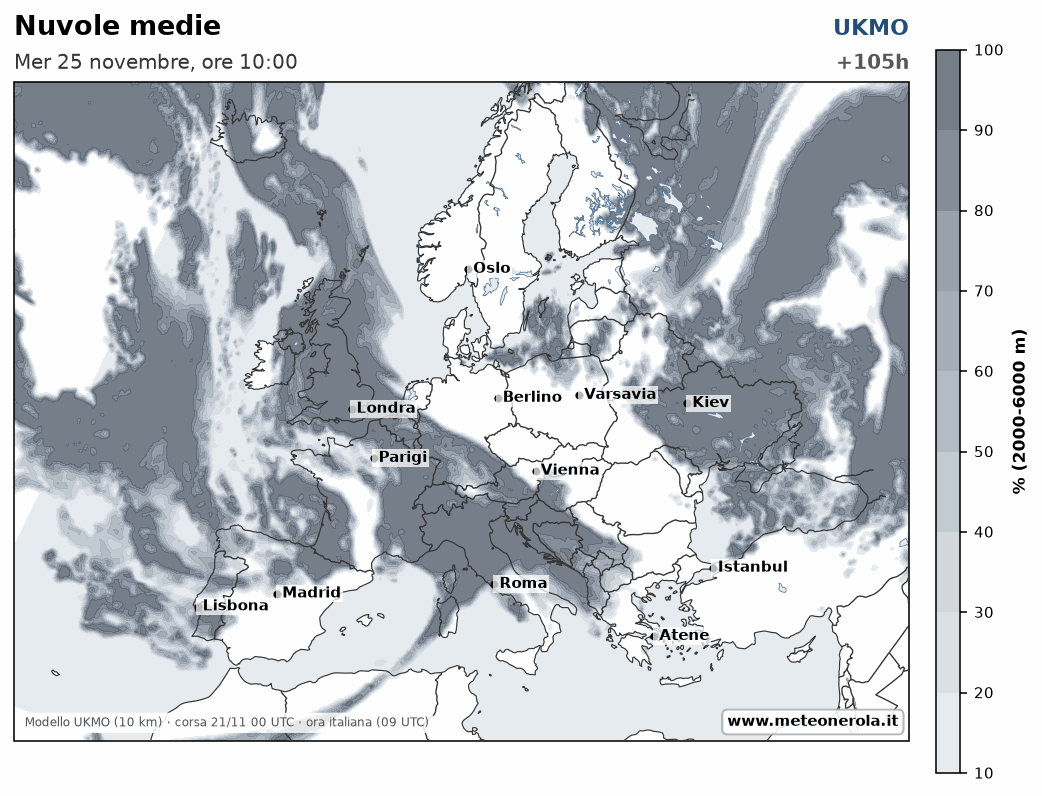 Nuvole medie
UKMO
Mer 25 novembre, ore 10:00
+105h
100
90
80
70
60
50
40
30
20
10
% (2000-6000 m)
Oslo
Berlino
Varsavia
Kiev
Londra
Parigi
Vienna
Istanbul
Roma
Madrid
Lisbona
Atene
Modello UKMO (10 km) · corsa 21/11 00 UTC · ora italiana (09 UTC)
www.meteonerola.it